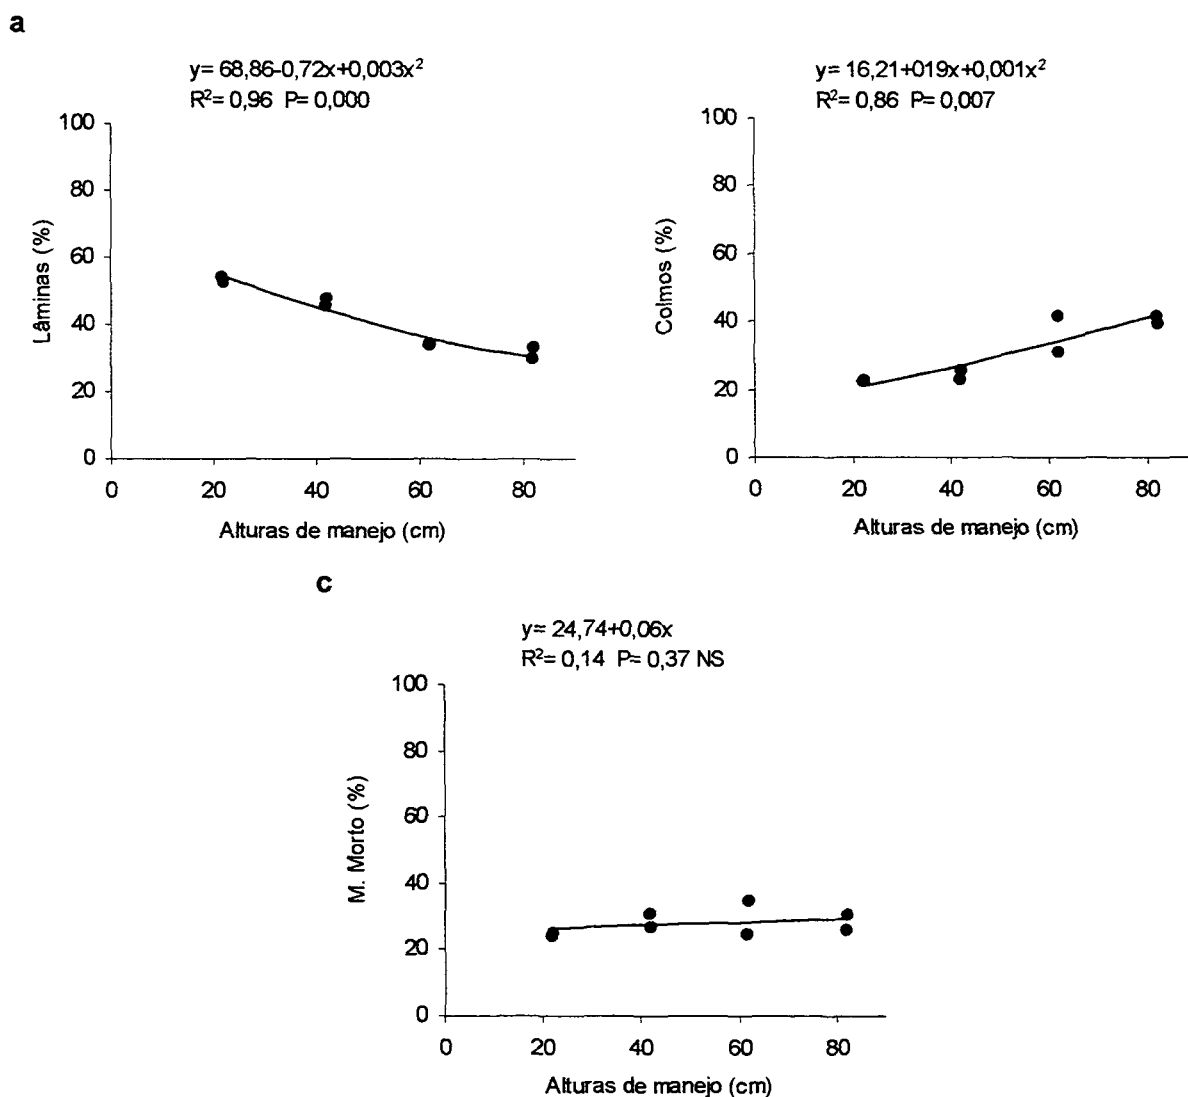 a
y= 68,86-0,72x+0,003x²
R²= 0,96 P= 0,000
100
80
60
40
20
0
Lâminas (%)
0 20 40 60 80
Alturas de manejo (cm)
y= 16,21+019x+0,001x²
R²= 0,86 P= 0,007
100
80
60
40
20
0
Colmos (%)
0 20 40 60 80
Alturas de manejo (cm)
c
y= 24,74+0,06x
R²= 0,14 P= 0,37 NS
100
80
60
40
20
0
M. Morto (%)
0 20 40 60 80
Alturas de manejo (cm)